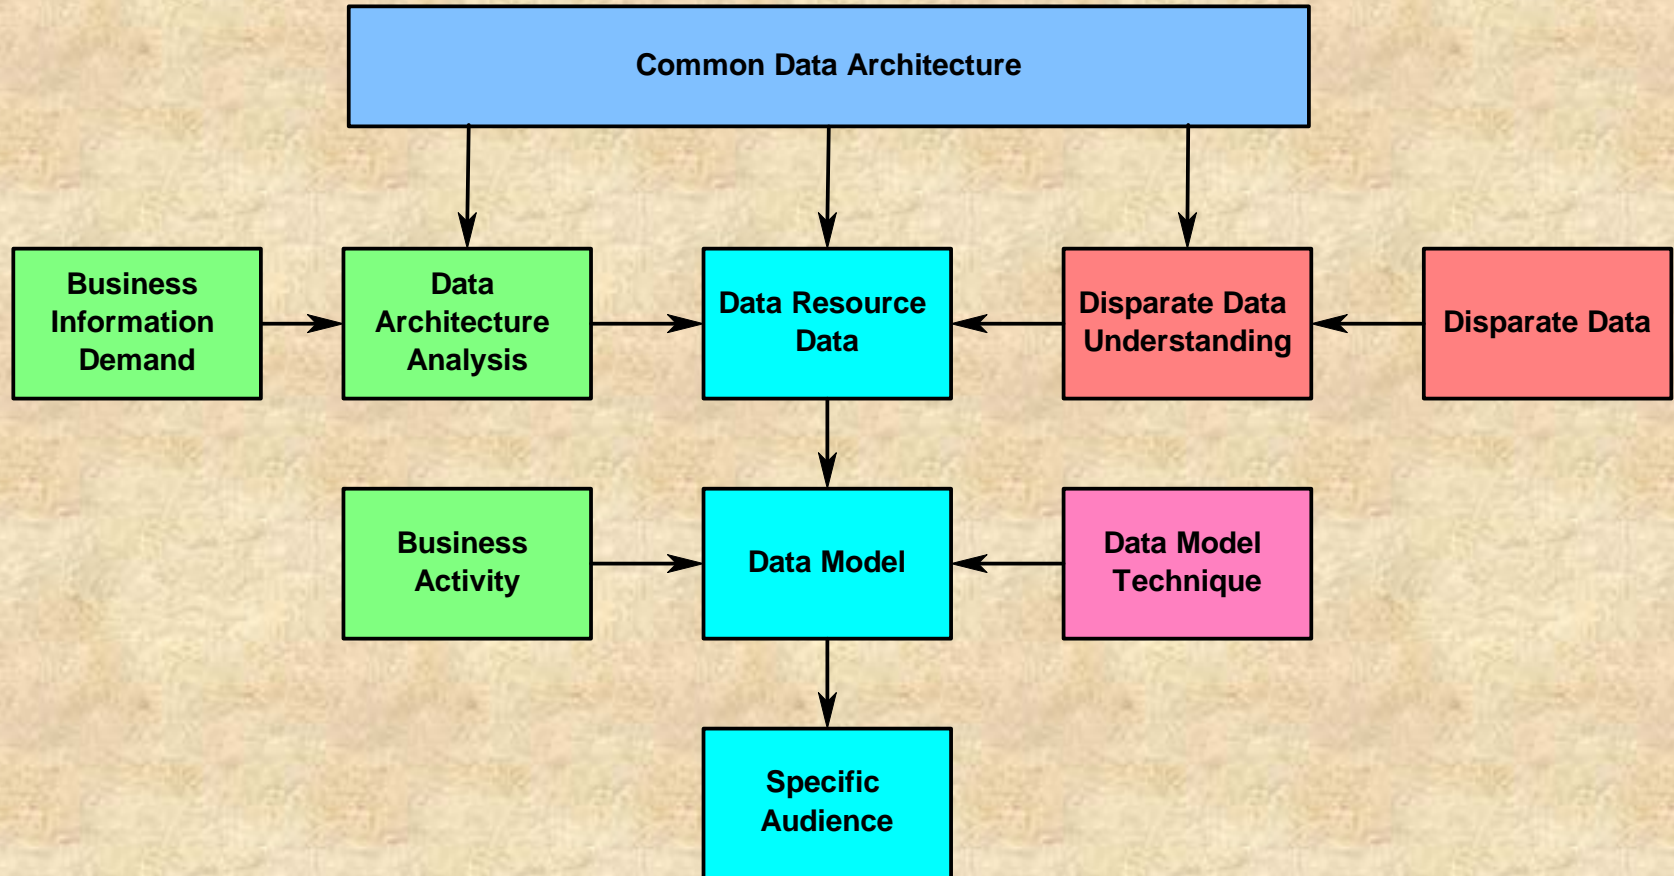 Common Data Architecture
Business
Information
Demand
Data
Architecture
Analysis
Data Resource
Data
Disparate Data
Understanding
Disparate Data
Business
Activity
Data Model
Data Model
Technique
Specific
Audience